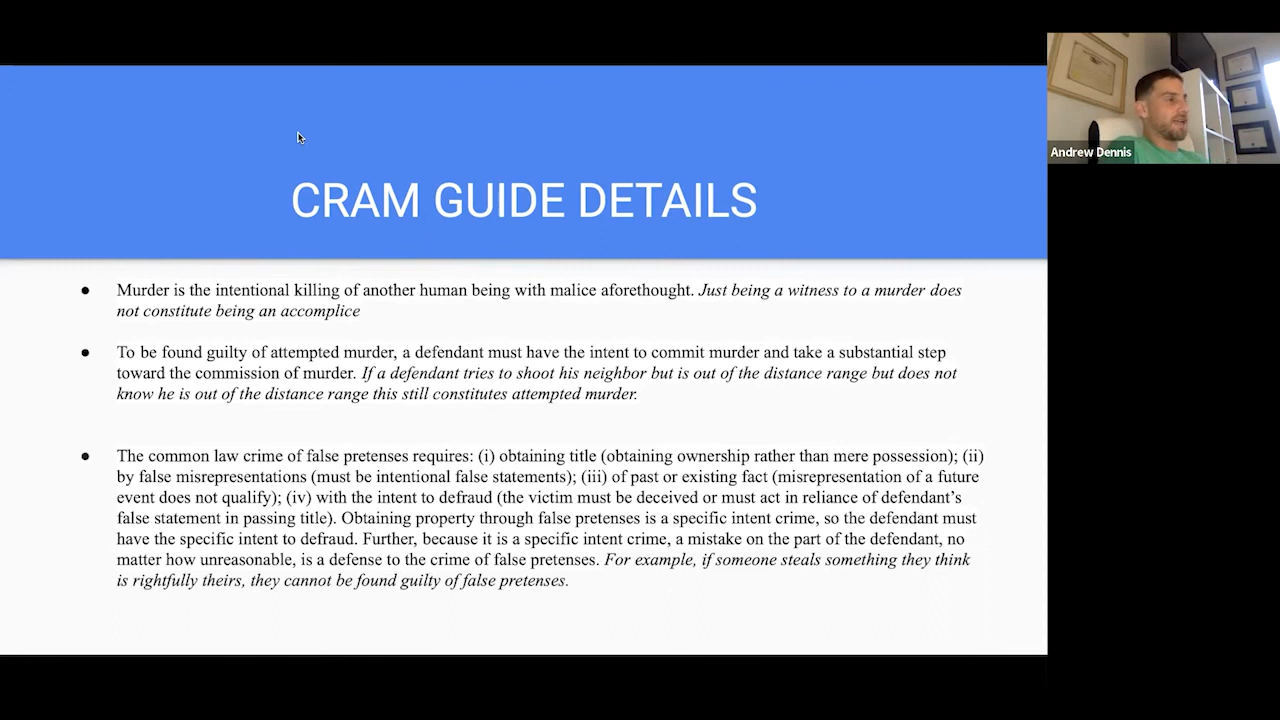 CRAM GUIDE DETAILS
Andrew Dennis
● Murder is the intentional killing of another human being with malice aforethought. Just being a witness to a murder does
not constitute being an accomplice
● To be found guilty of attempted murder, a defendant must have the intent to commit murder and take a substantial step
toward the commission of murder. If a defendant tries to shoot his neighbor but is out of the distance range but does not
know he is out of the distance range this still constitutes attempted murder.
● The common law crime of false pretenses requires: (i) obtaining title (obtaining ownership rather than mere possession); (ii)
by false misrepresentations (must be intentional false statements); (iii) of past or existing fact (misrepresentation of a future
event does not qualify); (iv) with the intent to defraud (the victim must be deceived or must act in reliance of defendant's
false statement in passing title). Obtaining property through false pretenses is a specific intent crime, so the defendant must
have the specific intent to defraud. Further, because it is a specific intent crime, a mistake on the part of the defendant, no
matter how unreasonable, is a defense to the crime of false pretenses. For example, if someone steals something they think
is rightfully theirs, they cannot be found guilty of false pretenses.